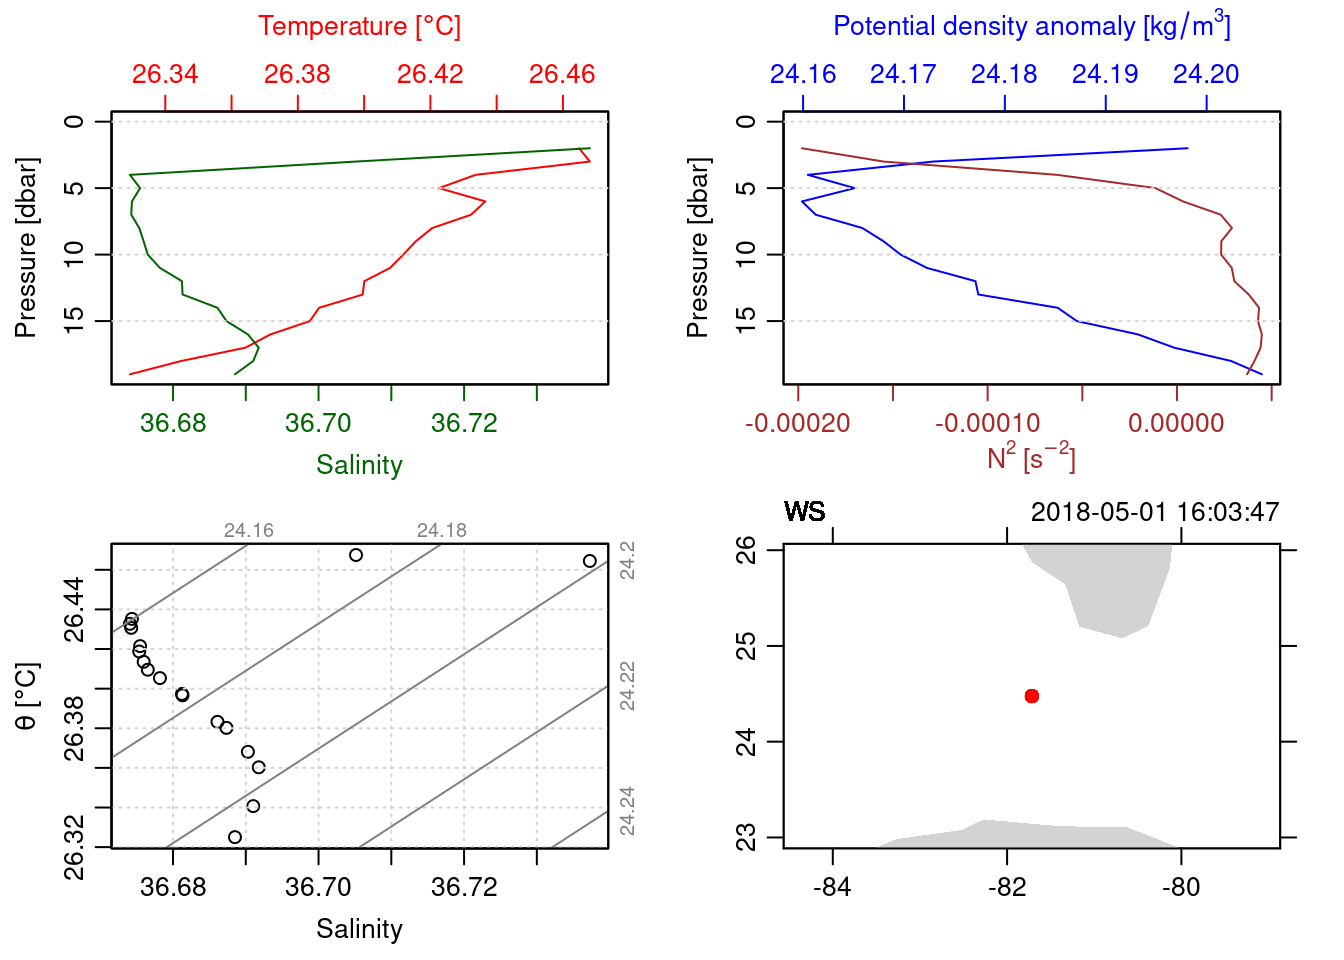 Temperature [°C]
26.34 26.38 26.42 26.46
0
5
10
15
Pressure [dbar]
36.68 36.70 36.72
Salinity
Potential density anomaly [kg/m³]
24.16 24.17 24.18 24.19 24.20
0
5
10
15
Pressure [dbar]
-0.00020 -0.00010 0.00000
N² [s⁻²]
24.16 24.18
24.2
24.22
24.24
26.44
26.38
26.32
θ [°C]
36.68 36.70 36.72
Salinity
WS 2018-05-01 16:03:47
26
25
24
23
-84 -82 -80